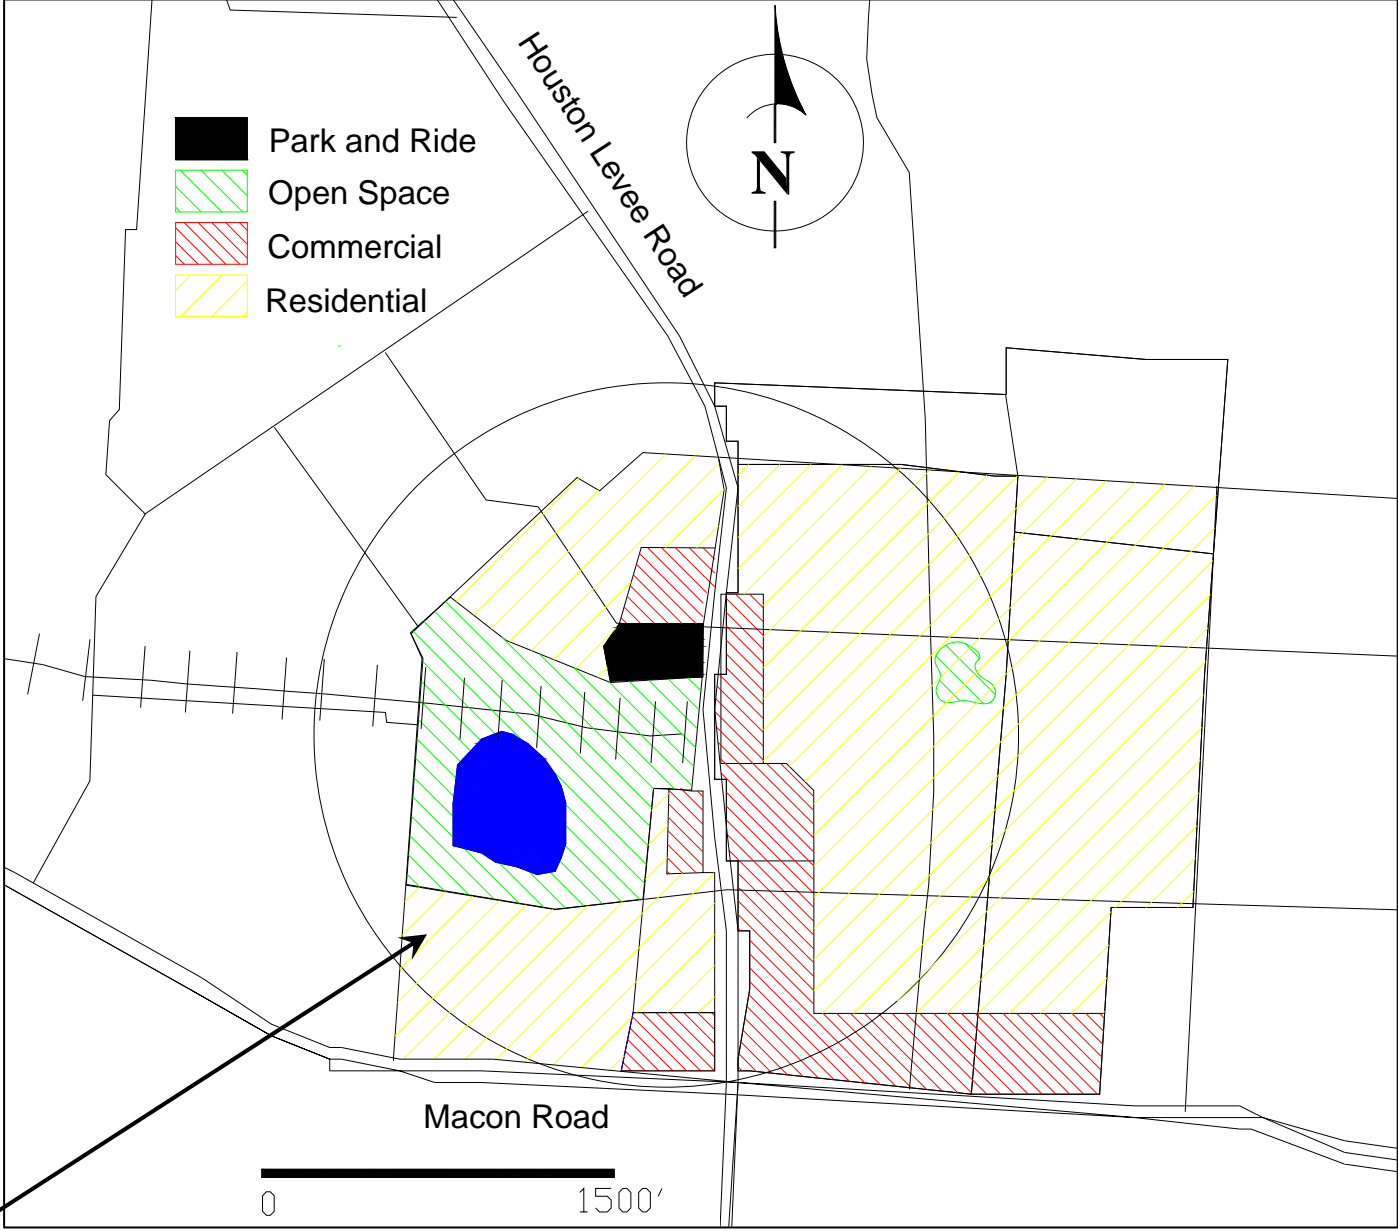 Houston Levee Road
N
Park and Ride
Open Space
Commercial
Residential
Macon Road
0 1500'